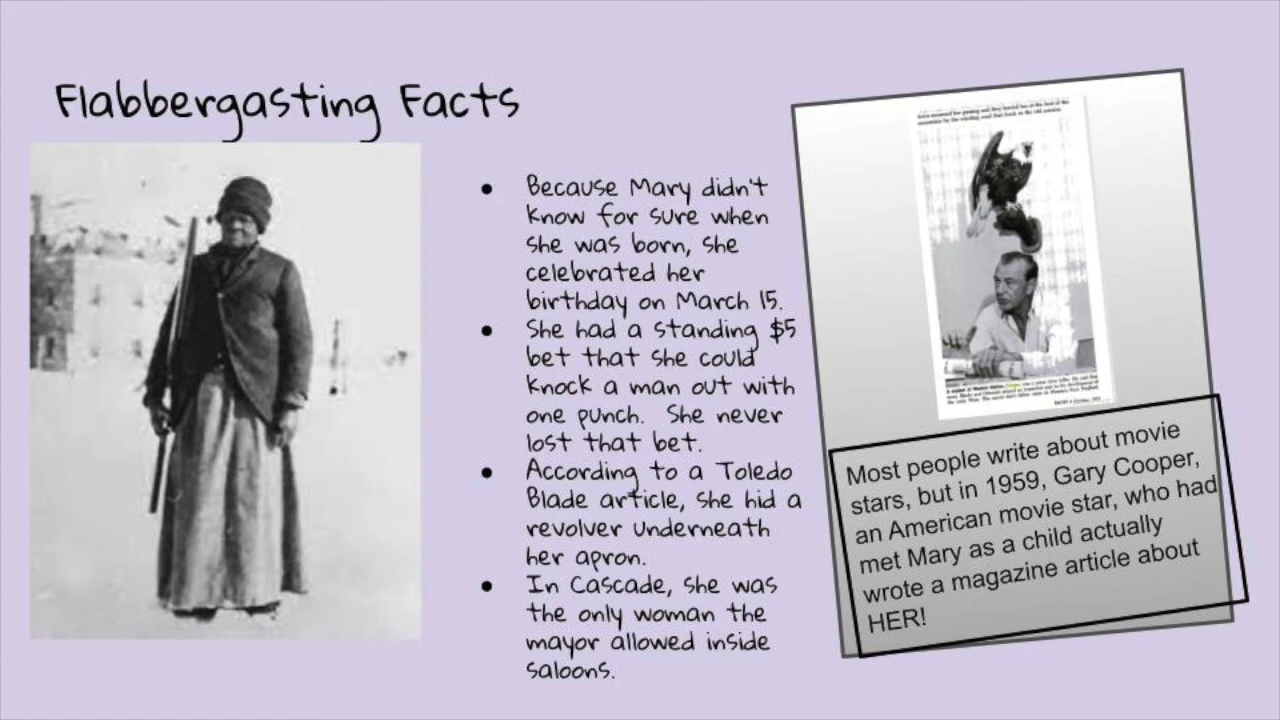 Flabbergasting Facts
Because Mary didn't
know for sure when
she was born, she
celebrated her
birthday on March 15.
She had a standing $5
bet that she could
knock a man out with
one punch. She never
lost that bet.
According to a Toledo
Blade article, she hid a
revolver underneath
her apron.
In Cascade, she was
the only woman the
mayor allowed inside
saloons.
Most people write about movie
stars, but in 1959, Gary Cooper,
an American movie star, who had
met Mary as a child actually
wrote a magazine article about
HER!